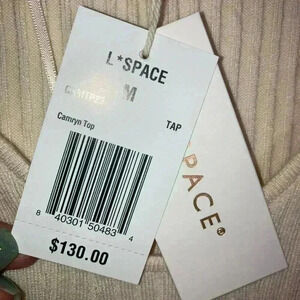 L*SPACE
M
Camryn Top TAP
8 40301 50483 4
$130.00
SPACE®